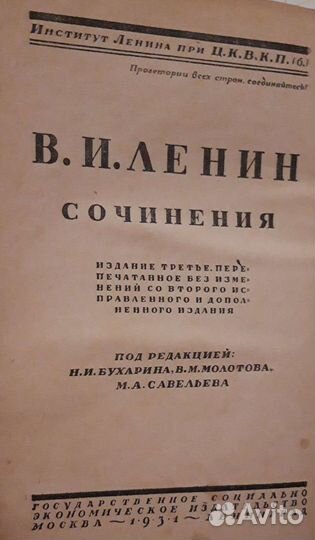 Институт Ленина при Ц.К.В.К.П.(б.)
Пролетарии всех стран, соединяйтесь!
В.И.ЛЕНИН
СОЧИНЕНИЯ
ИЗДАНИЕ ТРЕТЬЕ, ПЕРЕ-
ПЕЧАТАННОЕ БЕЗ ИЗМЕ-
НЕНИЙ СО ВТОРОГО ИС-
ПРАВЛЕННОГО И ДОПОЛ-
НЕННОГО ИЗДАНИЯ
ПОД РЕДАКЦИЕЙ:
Н.И.БУХАРИНА, В.М.МОЛОТОВА,
М.А.САВЕЛЬЕВА
ГОСУДАРСТВЕННОЕ СОЦИАЛЬНО
ЭКОНОМИЧЕСКОЕ ИЗДАТЕЛЬСТВО
МОСКВА — 1931 —
Avito